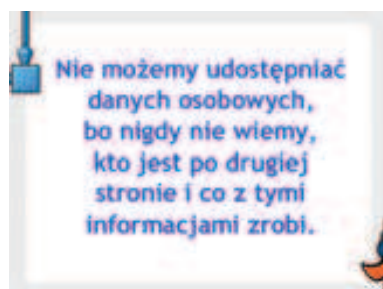 Nie możemy udostępniać
danych osobowych,
bo nigdy nie wiemy,
kto jest po drugiej
stronie i co z tymi
informacjami zrobi.